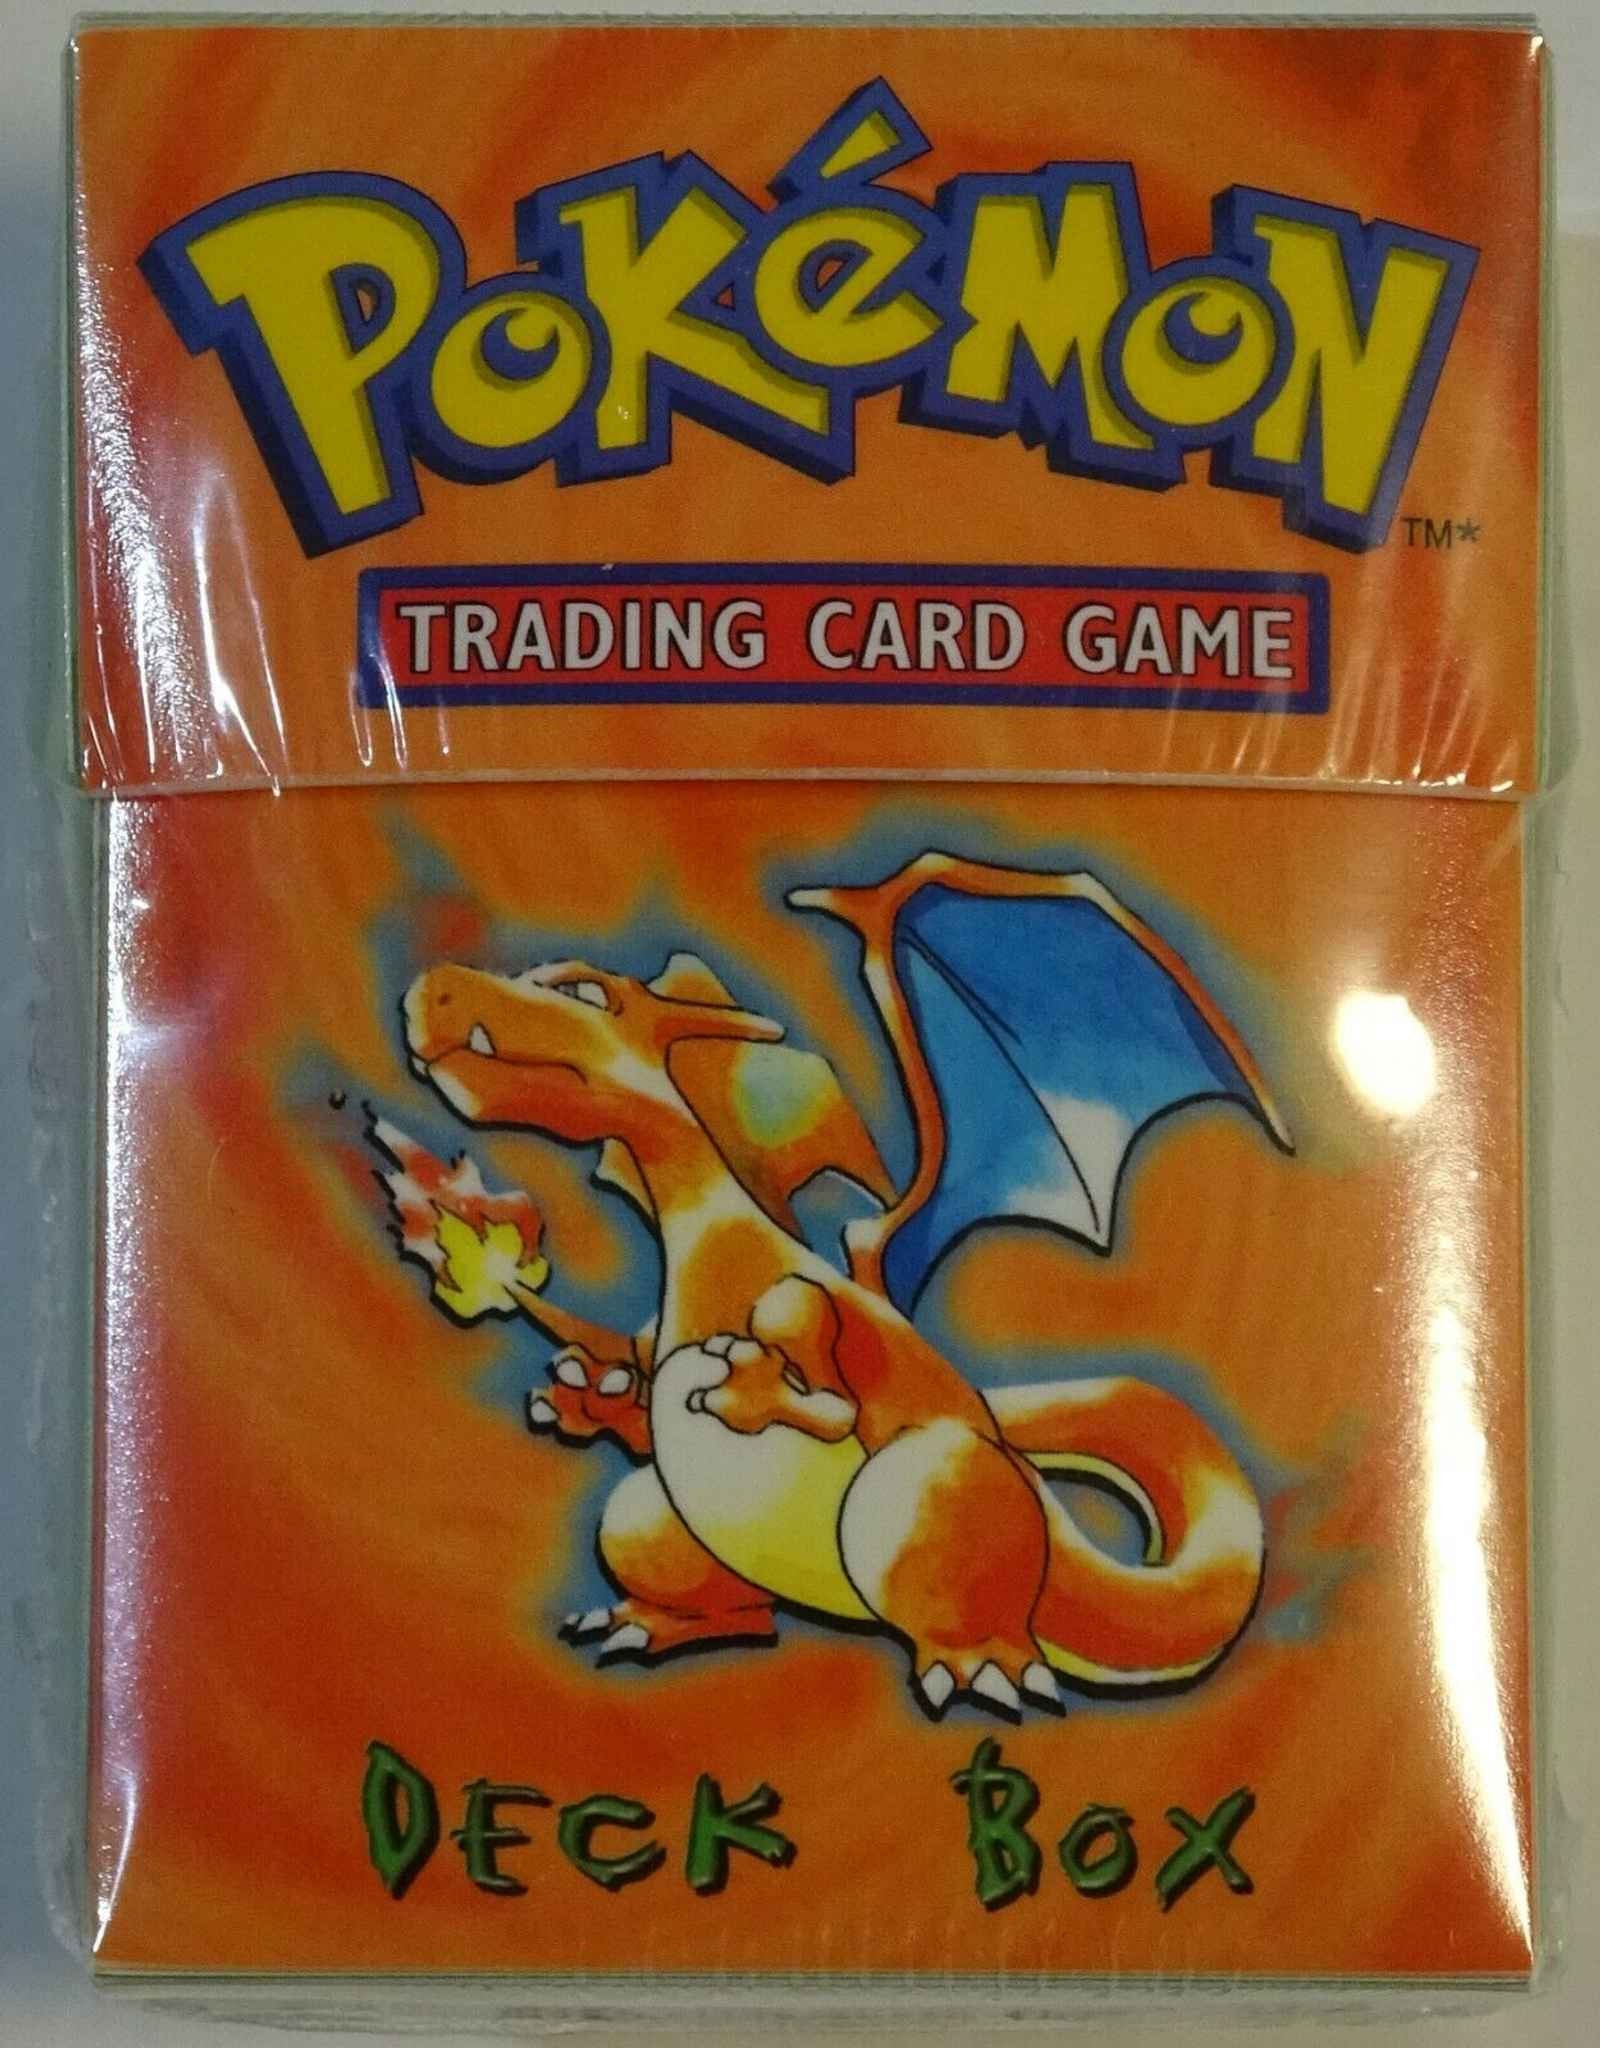 POKéMON
TM*
TRADING CARD GAME
DECK BOX